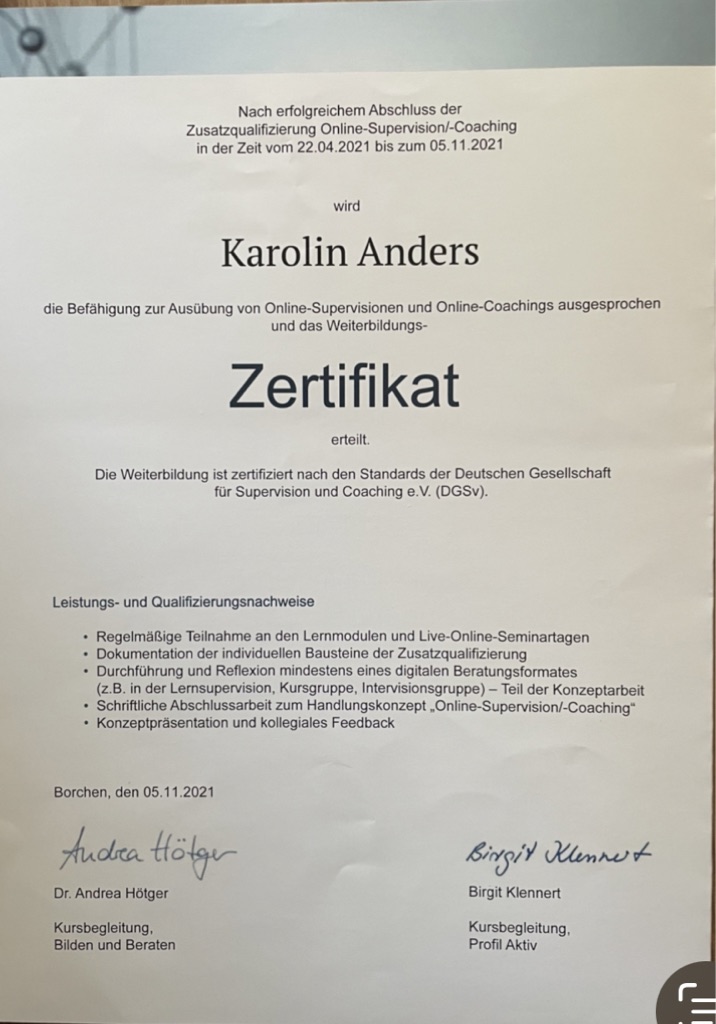 Nach erfolgreichem Abschluss der
Zusatzqualifizierung Online-Supervision/-Coaching
in der Zeit vom 22.04.2021 bis zum 05.11.2021
wird
Karolin Anders
die Befähigung zur Ausübung von Online-Supervisionen und Online-Coachings ausgesprochen
und das Weiterbildungs-
Zertifikat
erteilt.
Die Weiterbildung ist zertifiziert nach den Standards der Deutschen Gesellschaft
für Supervision und Coaching e.V. (DGSv).
Leistungs- und Qualifizierungsnachweise
• Regelmäßige Teilnahme an den Lernmodulen und Live-Online-Seminartagen
• Dokumentation der individuellen Bausteine der Zusatzqualifizierung
• Durchführung und Reflexion mindestens eines digitalen Beratungsformates
(z.B. in der Lernsupervision, Kursgruppe, Intervisionsgruppe) – Teil der Konzeptarbeit
• Schriftliche Abschlussarbeit zum Handlungskonzept „Online-Supervision/-Coaching“
• Konzeptpräsentation und kollegiales Feedback
Borchen, den 05.11.2021
Andrea Hötger
Dr. Andrea Hötger
Kursbegleitung,
Bilden und Beraten
Birgit Klennert
Birgit Klennert
Kursbegleitung,
Profil Aktiv